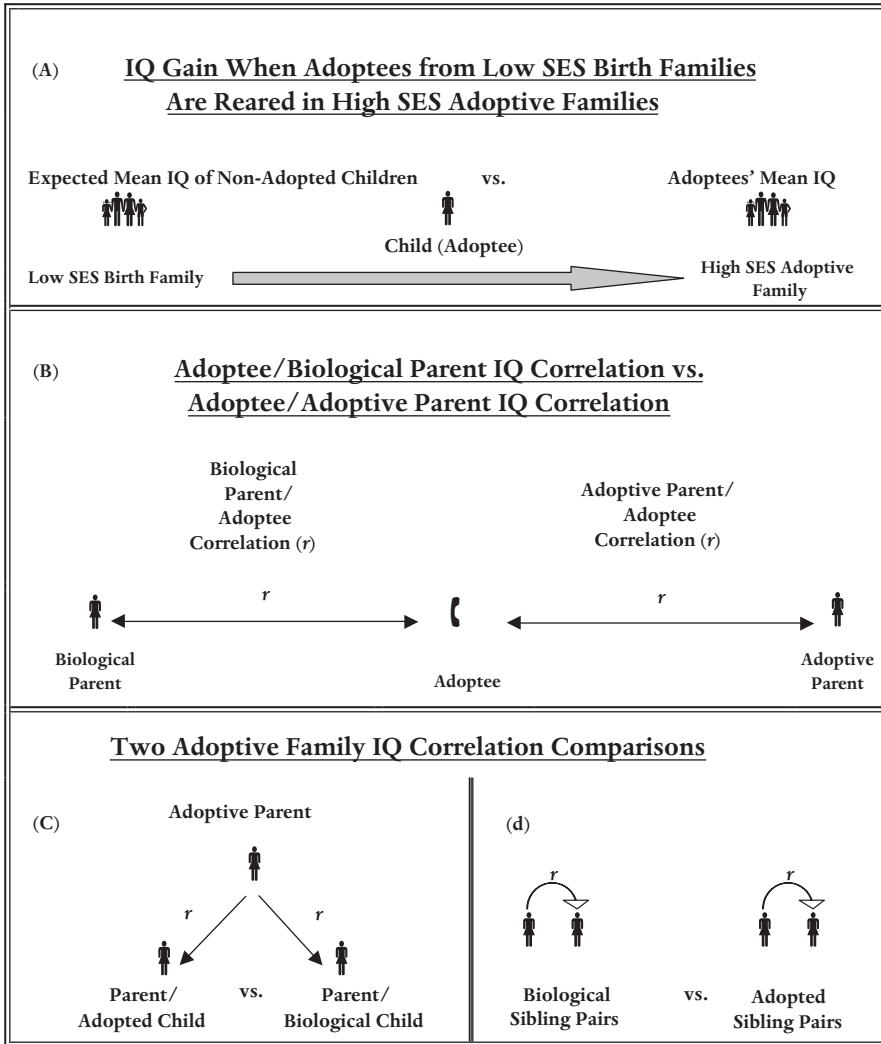 (A)
IQ Gain When Adoptees from Low SES Birth Families
Are Reared in High SES Adoptive Families
Expected Mean IQ of Non-Adopted Children vs. Adoptees' Mean IQ
Child (Adoptee)
Low SES Birth Family
High SES Adoptive
Family
(B)
Adoptee/Biological Parent IQ Correlation vs.
Adoptee/Adoptive Parent IQ Correlation
Biological
Parent/
Adoptee
Correlation (r)
Adoptive Parent/
Adoptee
Correlation (r)
r
r
Biological
Parent
Adoptee
Adoptive
Parent
Two Adoptive Family IQ Correlation Comparisons
(C)
Adoptive Parent
r
r
Parent/
Adopted Child
vs.
Parent/
Biological Child
(d)
r
r
Biological
Sibling Pairs
vs.
Adopted
Sibling Pairs